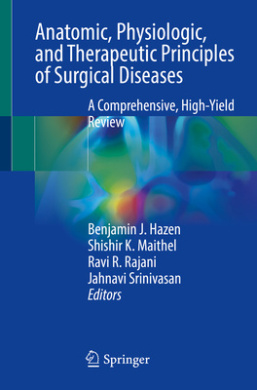 Anatomic, Physiologic,
and Therapeutic Principles
of Surgical Diseases
A Comprehensive, High-Yield
Review
Benjamin J. Hazen
Shishir K. Maithel
Ravi R. Rajani
Jahnavi Srinivasan
Editors
Springer